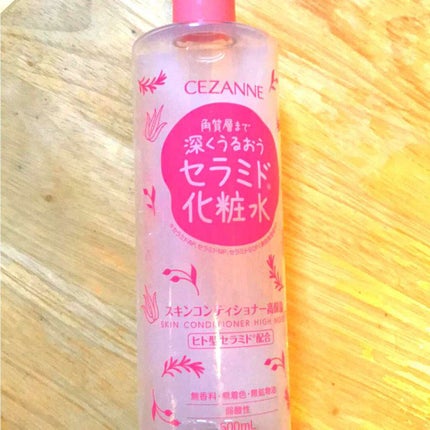 CEZANNE
角質層まで
深くうるおう
セラミド
化粧水
スキンコンディショナー高保湿
SKIN CONDITIONER HIGH MOIST
ヒト型セラミド配合
無香料・無着色・無鉱物油
弱酸性
500mL